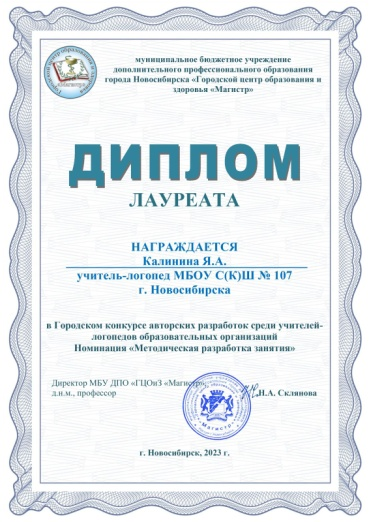 муниципальное бюджетное учреждение
дополнительного профессионального образования
города Новосибирска «Городской центр образования и
здоровья «Магистр»
ДИПЛОМ
ЛАУРЕАТА
НАГРАЖДАЕТСЯ
Калинина Я.А.
учитель-логопед МБОУ С(К)Ш № 107
г. Новосибирска
в Городском конкурсе авторских разработок среди учителей-
логопедов образовательных организаций
Номинация «Методическая разработка занятия»
Директор МБУ ДПО «ГЦОиЗ «Магистр»,
д.н.м., профессор
Н.А. Склянова
«Магистр»
г. Новосибирск, 2023 г.